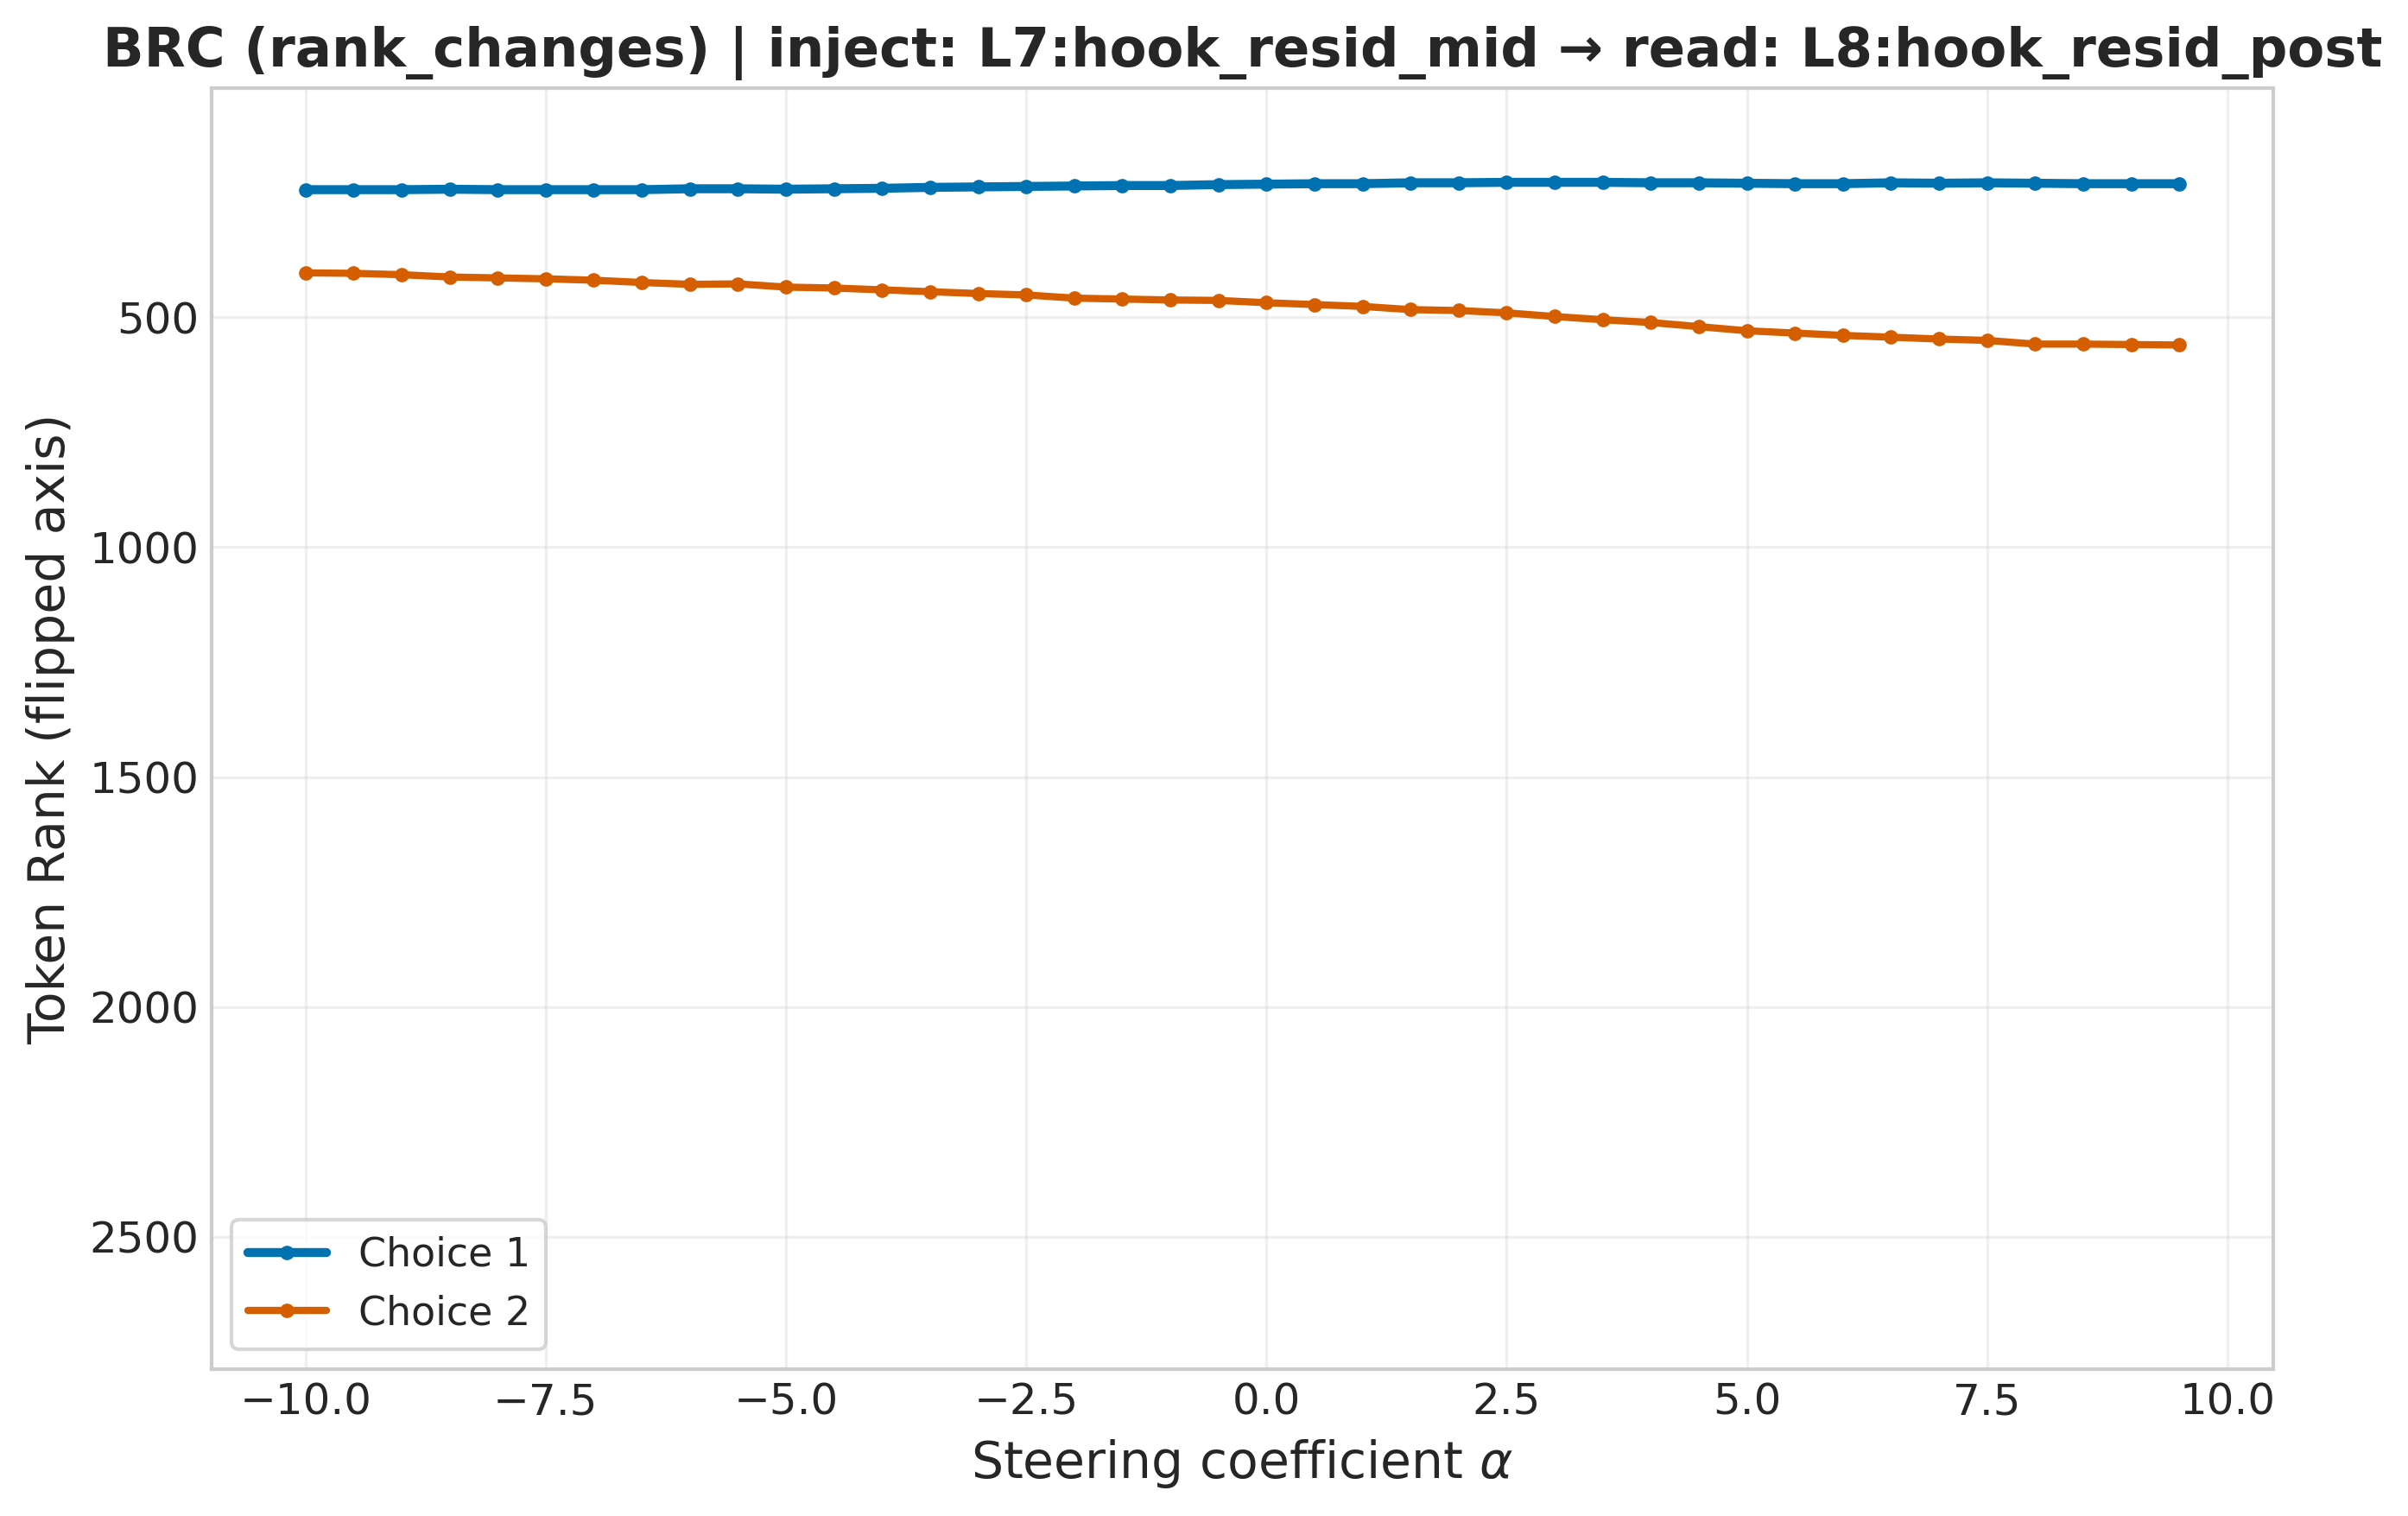 BRC (rank_changes) | inject: L7:hook_resid_mid → read: L8:hook_resid_post
Token Rank (flipped axis)
500
1000
1500
2000
2500
Choice 1
Choice 2
−10.0 −7.5 −5.0 −2.5 0.0 2.5 5.0 7.5 10.0
Steering coefficient α